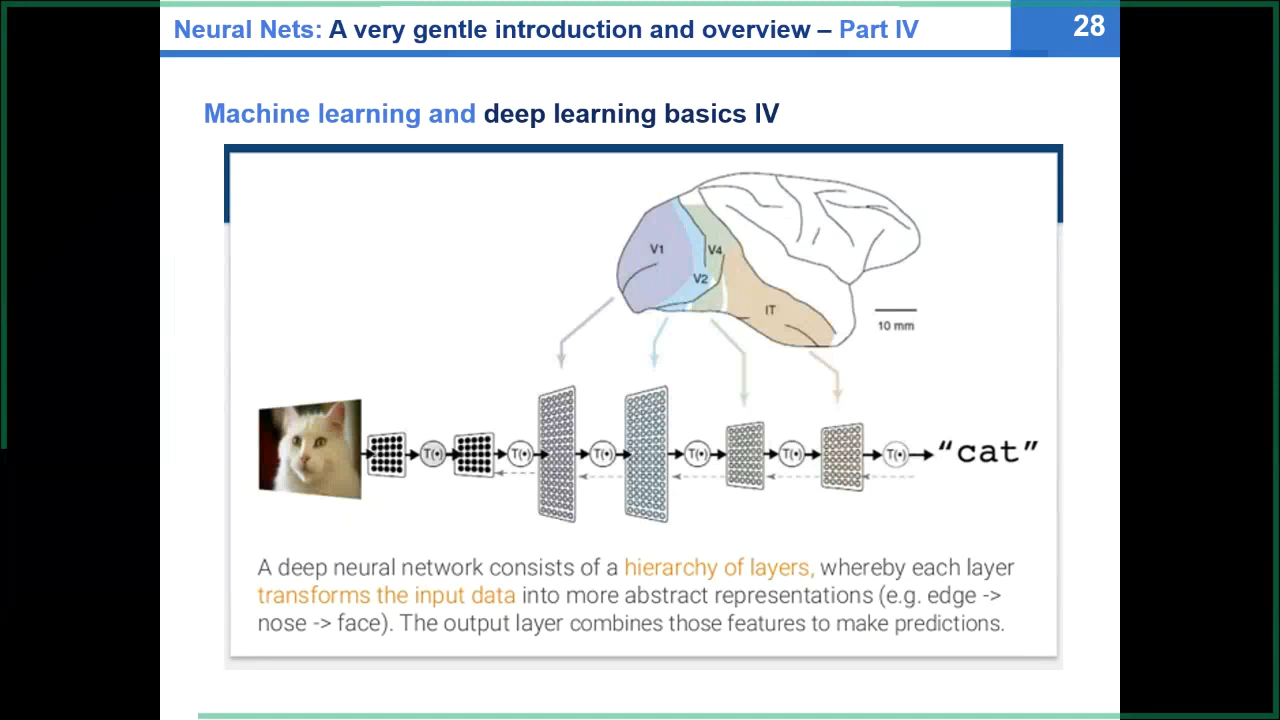 Neural Nets: A very gentle introduction and overview – Part IV
28
Machine learning and deep learning basics IV
V1
V4
V2
IT
10 mm
T(•)
T(•)
T(•)
T(•)
T(•)
T(•)
“cat”
A deep neural network consists of a hierarchy of layers, whereby each layer
transforms the input data into more abstract representations (e.g. edge ->
nose -> face). The output layer combines those features to make predictions.